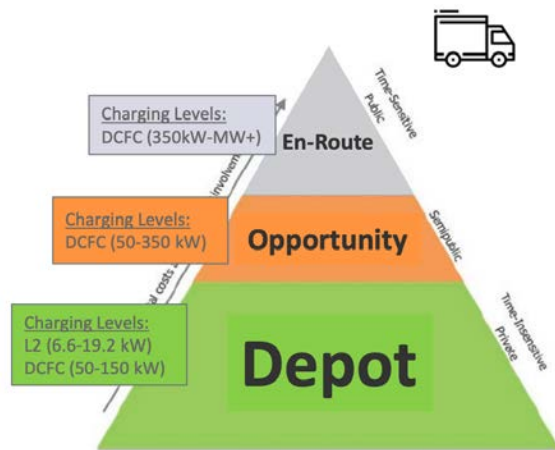 Charging Levels:
DCFC (350kW-MW+)
En-Route
Time-Sensitive
Public
Charging Levels:
DCFC (50-350 kW)
Opportunity
Semipublic
Charging Levels:
L2 (6.6-19.2 kW)
DCFC (50-150 kW)
Depot
Time-Insensitive
Private
costs